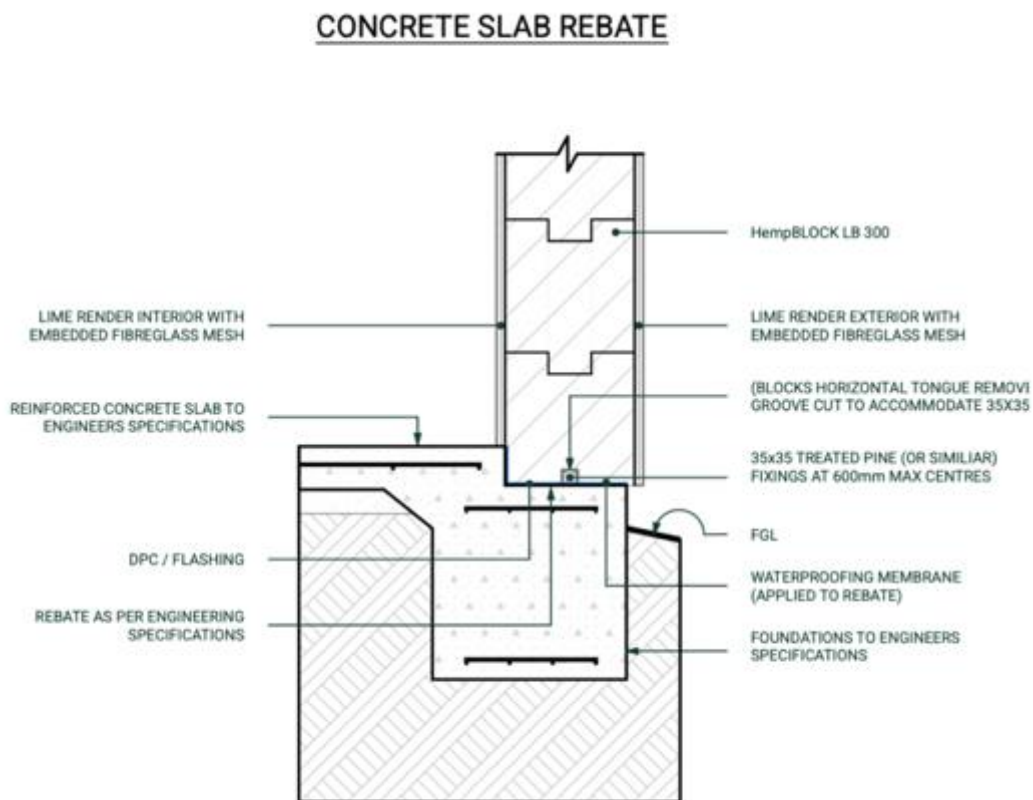 CONCRETE SLAB REBATE
HempBLOCK LB 300
LIME RENDER INTERIOR WITH
EMBEDDED FIBREGLASS MESH
LIME RENDER EXTERIOR WITH
EMBEDDED FIBREGLASS MESH
REINFORCED CONCRETE SLAB TO
ENGINEERS SPECIFICATIONS
(BLOCKS HORIZONTAL TONGUE
GROOVE CUT TO ACCOMMODATE 35X35
35x35 TREATED PINE (OR SIMILIAR)
FIXINGS AT 600mm MAX CENTRES
FGL
DPC / FLASHING
WATERPROOFING MEMBRANE
(APPLIED TO REBATE)
REBATE AS PER ENGINEERING
SPECIFICATIONS
FOUNDATIONS TO ENGINEERS
SPECIFICATIONS